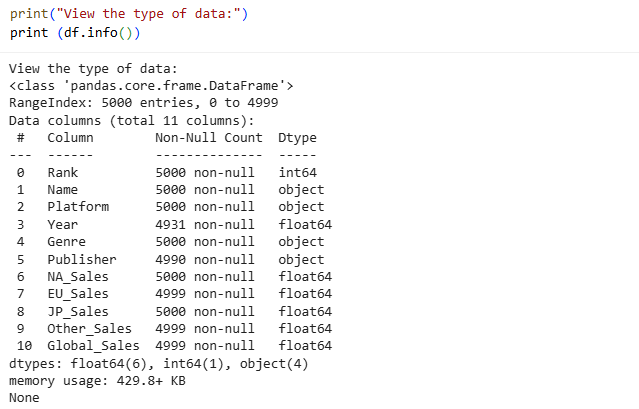 print("View the type of data:")
print (df.info())
View the type of data:
<class 'pandas.core.frame.DataFrame'>
RangeIndex: 5000 entries, 0 to 4999
Data columns (total 11 columns):
 #   Column        Non-Null Count  Dtype
---  ------        --------------  -----
 0   Rank          5000 non-null   int64
 1   Name          5000 non-null   object
 2   Platform      5000 non-null   object
 3   Year          4931 non-null   float64
 4   Genre         5000 non-null   object
 5   Publisher     4990 non-null   object
 6   NA_Sales      5000 non-null   float64
 7   EU_Sales      4999 non-null   float64
 8   JP_Sales      5000 non-null   float64
 9   Other_Sales   4999 non-null   float64
 10  Global_Sales  4999 non-null   float64
dtypes: float64(6), int64(1), object(4)
memory usage: 429.8+ KB
None